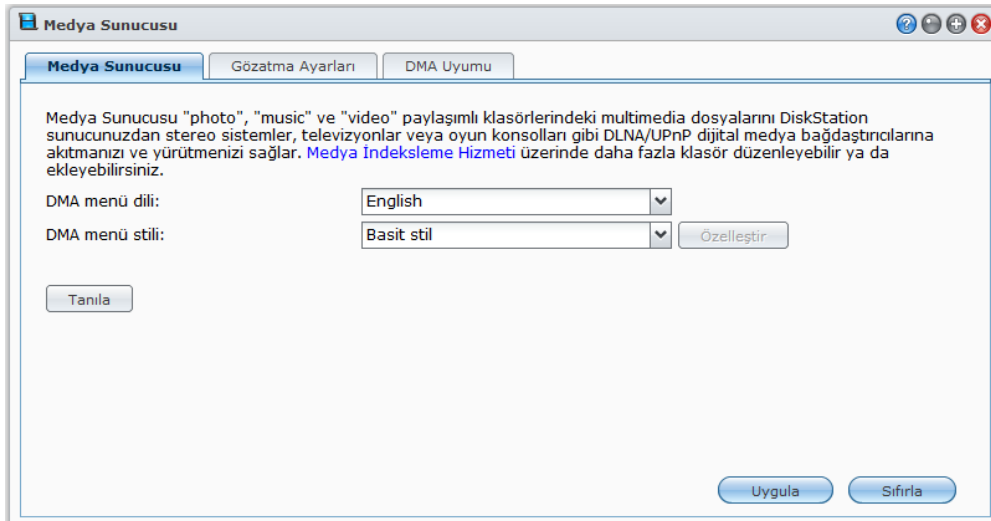 Medya Sunucusu
Medya Sunucusu Gözatma Ayarları DMA Uyumu
Medya Sunucusu "photo", "music" ve "video" paylaşımlı klasörlerindeki multimedia dosyalarını DiskStation
sunucunuzdan stereo sistemler, televizyonlar veya oyun konsolları gibi DLNA/UPnP dijital medya bağdaştırıcılarına
akıtmanızı ve yürütmenizi sağlar. Medya İndeksleme Hizmeti üzerinde daha fazla klasör düzenleyebilir ya da
ekleyebilirsiniz.
DMA menü dili: English
DMA menü stili: Basit stil Özelleştir
Tanıla
Uygula Sıfırla